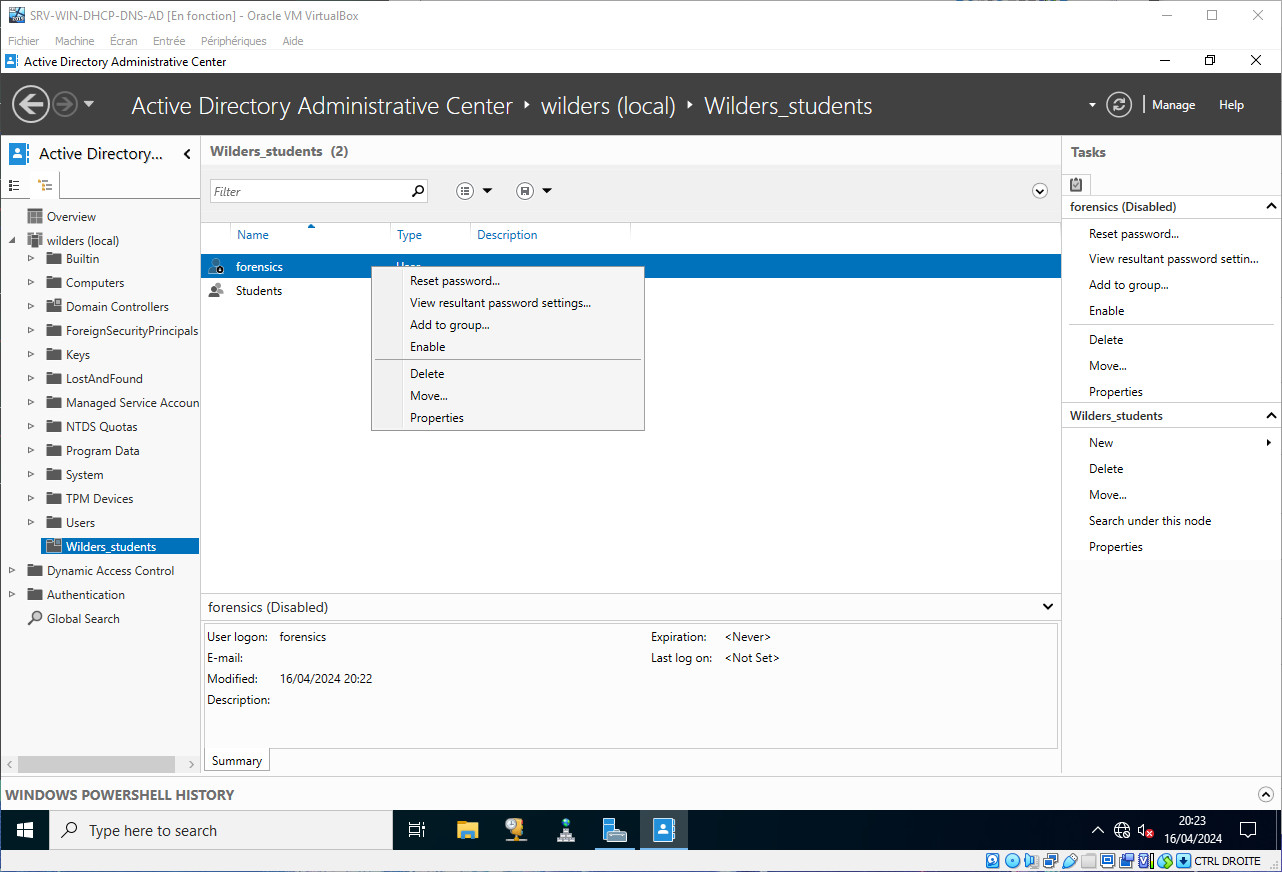 SRV-WIN-DHCP-DNS-AD [En fonction] - Oracle VM VirtualBox
Fichier Machine Écran Entrée Périphériques Aide
Active Directory Administrative Center
Active Directory Administrative Center wilders (local) Wilders_students
Manage Help
Active Directory...
Overview
wilders (local)
Builtin
Computers
Domain Controllers
ForeignSecurityPrincipals
Keys
LostAndFound
Managed Service Accoun
NTDS Quotas
Program Data
System
TPM Devices
Users
Wilders_students
Dynamic Access Control
Authentication
Global Search
Wilders_students (2)
Filter
Name Type Description
forensics User
Students
Reset password...
View resultant password settings...
Add to group...
Enable
Delete
Move...
Properties
forensics (Disabled)
User logon: forensics Expiration: <Never>
E-mail: Last log on: <Not Set>
Modified: 16/04/2024 20:22
Description:
Summary
Tasks
forensics (Disabled)
Reset password...
View resultant password settin...
Add to group...
Enable
Delete
Move...
Properties
Wilders_students
New
Delete
Move...
Search under this node
Properties
WINDOWS POWERSHELL HISTORY
Type here to search
20:23
16/04/2024
CTRL DROITE